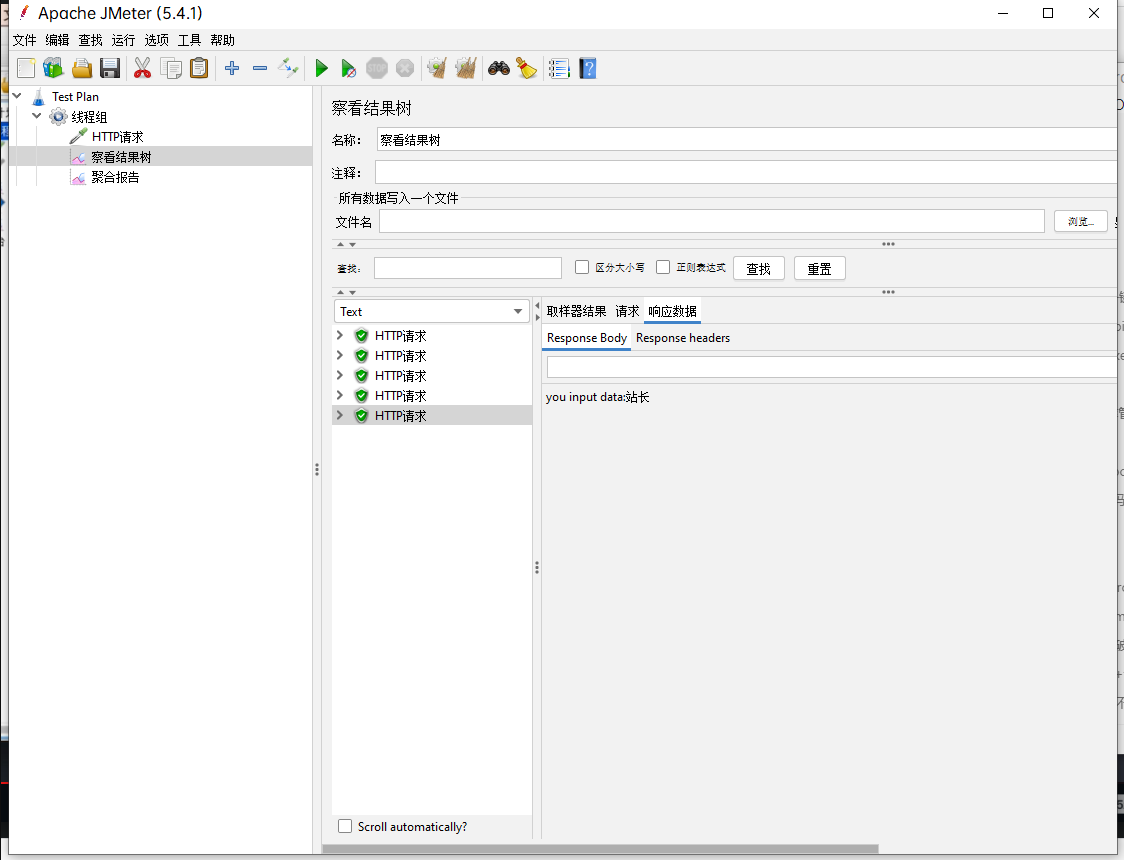 Apache JMeter (5.4.1)
文件 编辑 查找 运行 选项 工具 帮助
STOP
Test Plan
线程组
HTTP请求
察看结果树
聚合报告
察看结果树
名称： 察看结果树
注释：
所有数据写入一个文件
文件名 浏览...
查找: 区分大小写 正则表达式 查找 重置
Text
取样器结果 请求 响应数据
HTTP请求
HTTP请求
HTTP请求
HTTP请求
HTTP请求
Response Body Response headers
you input data:站长
Scroll automatically?